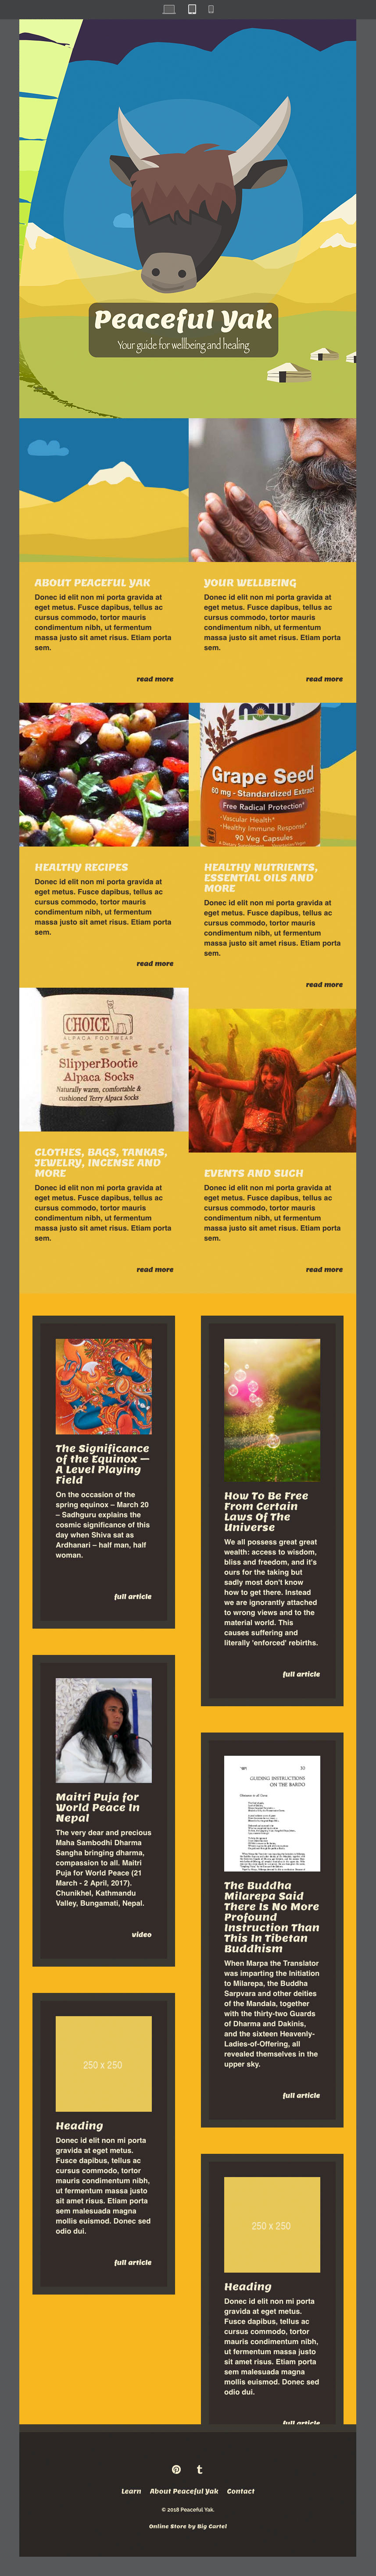 Peaceful Yak
Your guide for wellbeing and healing
ABOUT PEACEFUL YAK
Donec id elit non mi porta gravida at
eget metus. Fusce dapibus, tellus ac
cursus commodo, tortor mauris
condimentum nibh, ut fermentum
massa justo sit amet risus. Etiam porta
sem.
read more
YOUR WELLBEING
Donec id elit non mi porta gravida at
eget metus. Fusce dapibus, tellus ac
cursus commodo, tortor mauris
condimentum nibh, ut fermentum
massa justo sit amet risus. Etiam porta
sem.
read more
HEALTHY RECIPES
Donec id elit non mi porta gravida at
eget metus. Fusce dapibus, tellus ac
cursus commodo, tortor mauris
condimentum nibh, ut fermentum
massa justo sit amet risus. Etiam porta
sem.
read more
NOW
Grape Seed
60 mg - Standardized Extract
Free Radical Protection*
• Vascular Health*
• Healthy Immune Response*
90 Veg Capsules
HEALTHY NUTRIENTS,
ESSENTIAL OILS AND
MORE
Donec id elit non mi porta gravida at
eget metus. Fusce dapibus, tellus ac
cursus commodo, tortor mauris
condimentum nibh, ut fermentum
massa justo sit amet risus. Etiam porta
sem.
read more
CHOICE
ALPACA FOOTWEAR
SlipperBootie
Alpaca Socks
Naturally warm, comfortable &
cushioned Terry Alpaca Socks
CLOTHES, BAGS, TANKAS,
JEWELRY, INCENSE AND
MORE
Donec id elit non mi porta gravida at
eget metus. Fusce dapibus, tellus ac
cursus commodo, tortor mauris
condimentum nibh, ut fermentum
massa justo sit amet risus. Etiam porta
sem.
read more
EVENTS AND SUCH
Donec id elit non mi porta gravida at
eget metus. Fusce dapibus, tellus ac
cursus commodo, tortor mauris
condimentum nibh, ut fermentum
massa justo sit amet risus. Etiam porta
sem.
read more
The Significance
of the Equinox —
A Level Playing
Field
On the occasion of the
spring equinox – March 20
– Sadhguru explains the
cosmic significance of this
day when Shiva sat as
Ardhanari – half man, half
woman.
full article
How To Be Free
From Certain
Laws Of The
Universe
We all possess great great
wealth: access to wisdom,
bliss and freedom, and it's
ours for the taking but
sadly most don't know
how to get there. Instead
we are ignorantly attached
to wrong views and to the
material world. This
causes suffering and
literally 'enforced' rebirths.
full article
Maitri Puja for
World Peace In
Nepal
The very dear and precious
Maha Sambodhi Dharma
Sangha bringing dharma,
compassion to all. Maitri
Puja for World Peace (21
March - 2 April, 2017).
Chunikhel, Kathmandu
Valley, Bungamati, Nepal.
video
GUIDING INSTRUCTIONS
ON THE BARDO
The Buddha
Milarepa Said
There Is No More
Profound
Instruction Than
This In Tibetan
Buddhism
When Marpa the Translator
was imparting the Initiation
to Milarepa, the Buddha
Sarpvara and other deities
of the Mandala, together
with the thirty-two Guards
of Dharma and Dakinis,
and the sixteen Heavenly-
Ladies-of-Offering, all
revealed themselves in the
upper sky.
full article
250 x 250
Heading
Donec id elit non mi porta
gravida at eget metus.
Fusce dapibus, tellus ac
cursus commodo, tortor
mauris condimentum nibh,
ut fermentum massa justo
sit amet risus. Etiam porta
sem malesuada magna
mollis euismod. Donec sed
odio dui.
full article
250 x 250
Heading
Donec id elit non mi porta
gravida at eget metus.
Fusce dapibus, tellus ac
cursus commodo, tortor
mauris condimentum nibh,
ut fermentum massa justo
sit amet risus. Etiam porta
sem malesuada magna
mollis euismod. Donec sed
odio dui.
full article
Learn About Peaceful Yak Contact
© 2018 Peaceful Yak.
Online Store by Big Cartel